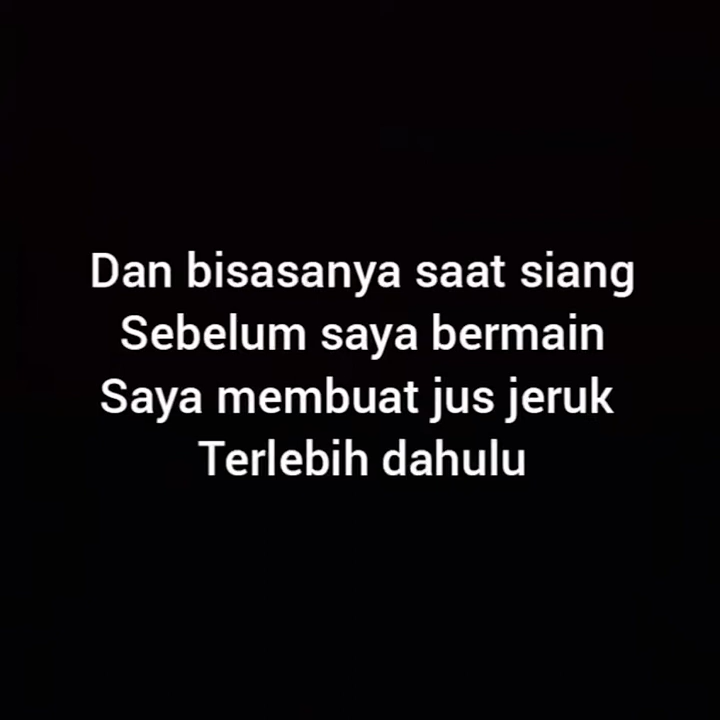 Dan bisasanya saat siang
Sebelum saya bermain
Saya membuat jus jeruk
Terlebih dahulu